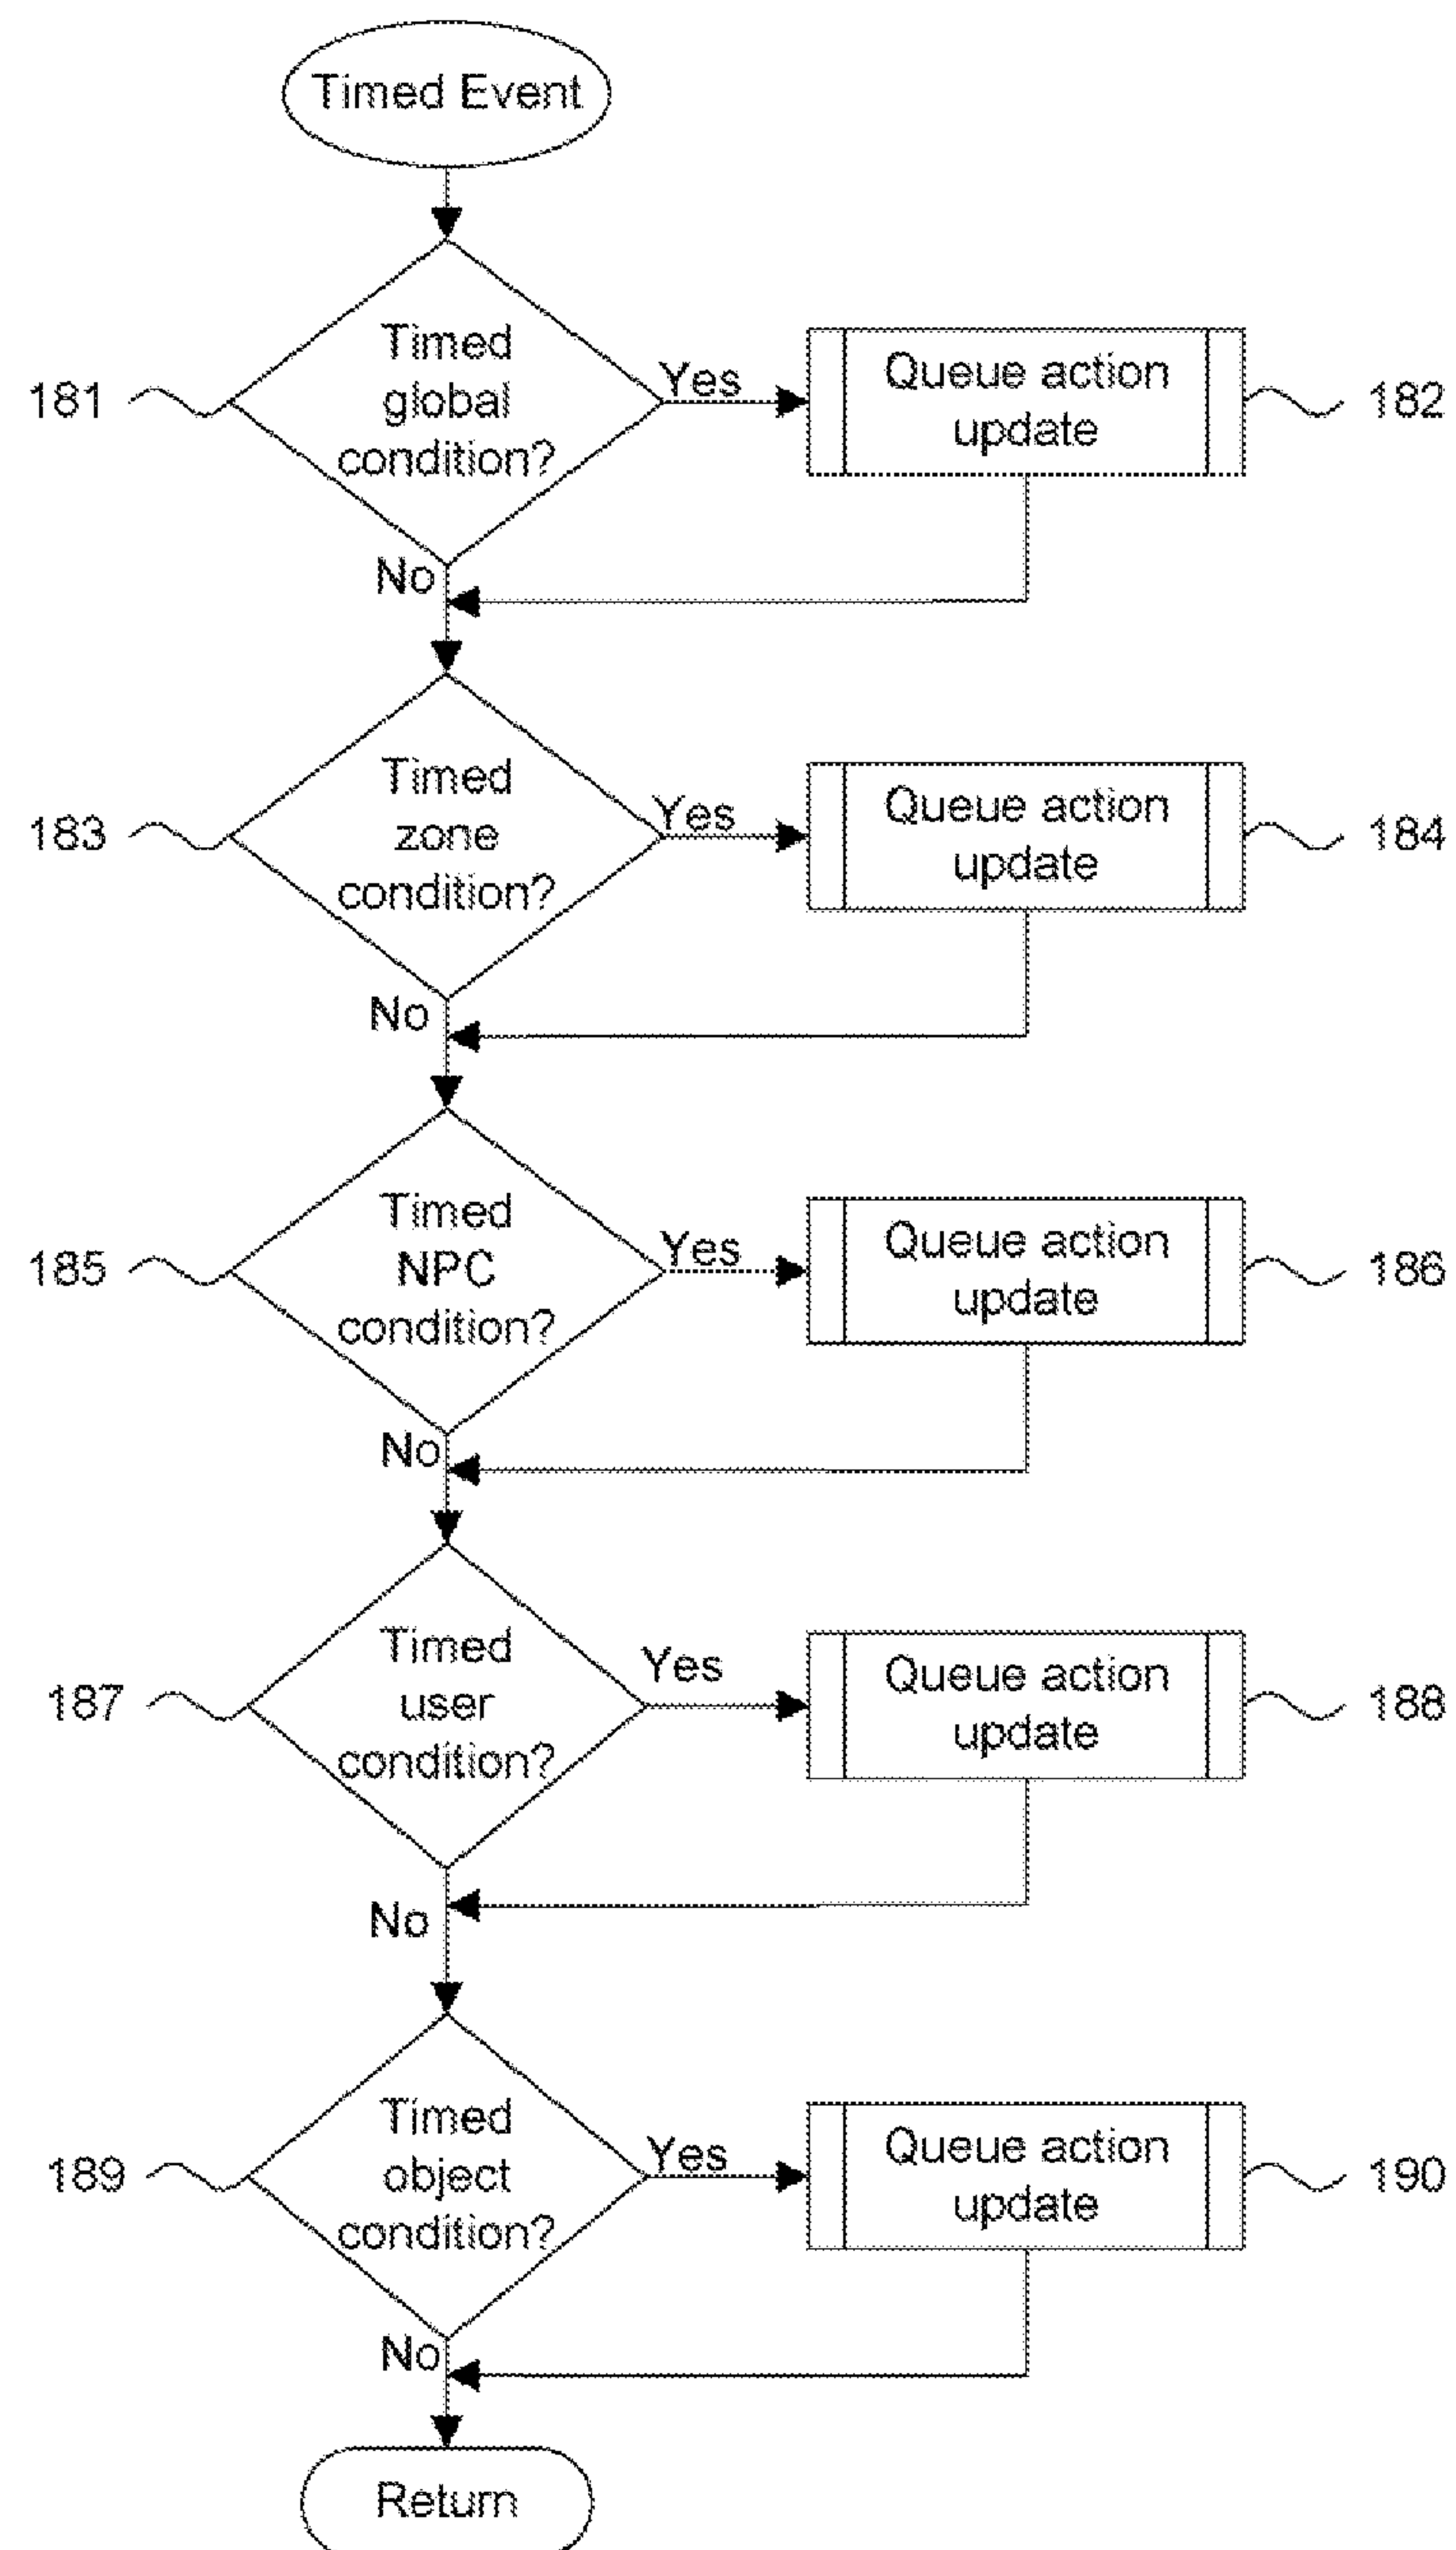 Timed Event
Timed
global
condition?
Yes
Queue action
update
181
182
No
Timed
zone
condition?
Yes
Queue action
update
183
184
No
Timed
NPC
condition?
Yes
Queue action
update
185
186
No
Timed
user
condition?
Yes
Queue action
update
187
188
No
Timed
object
condition?
Yes
Queue action
update
189
190
No
Return